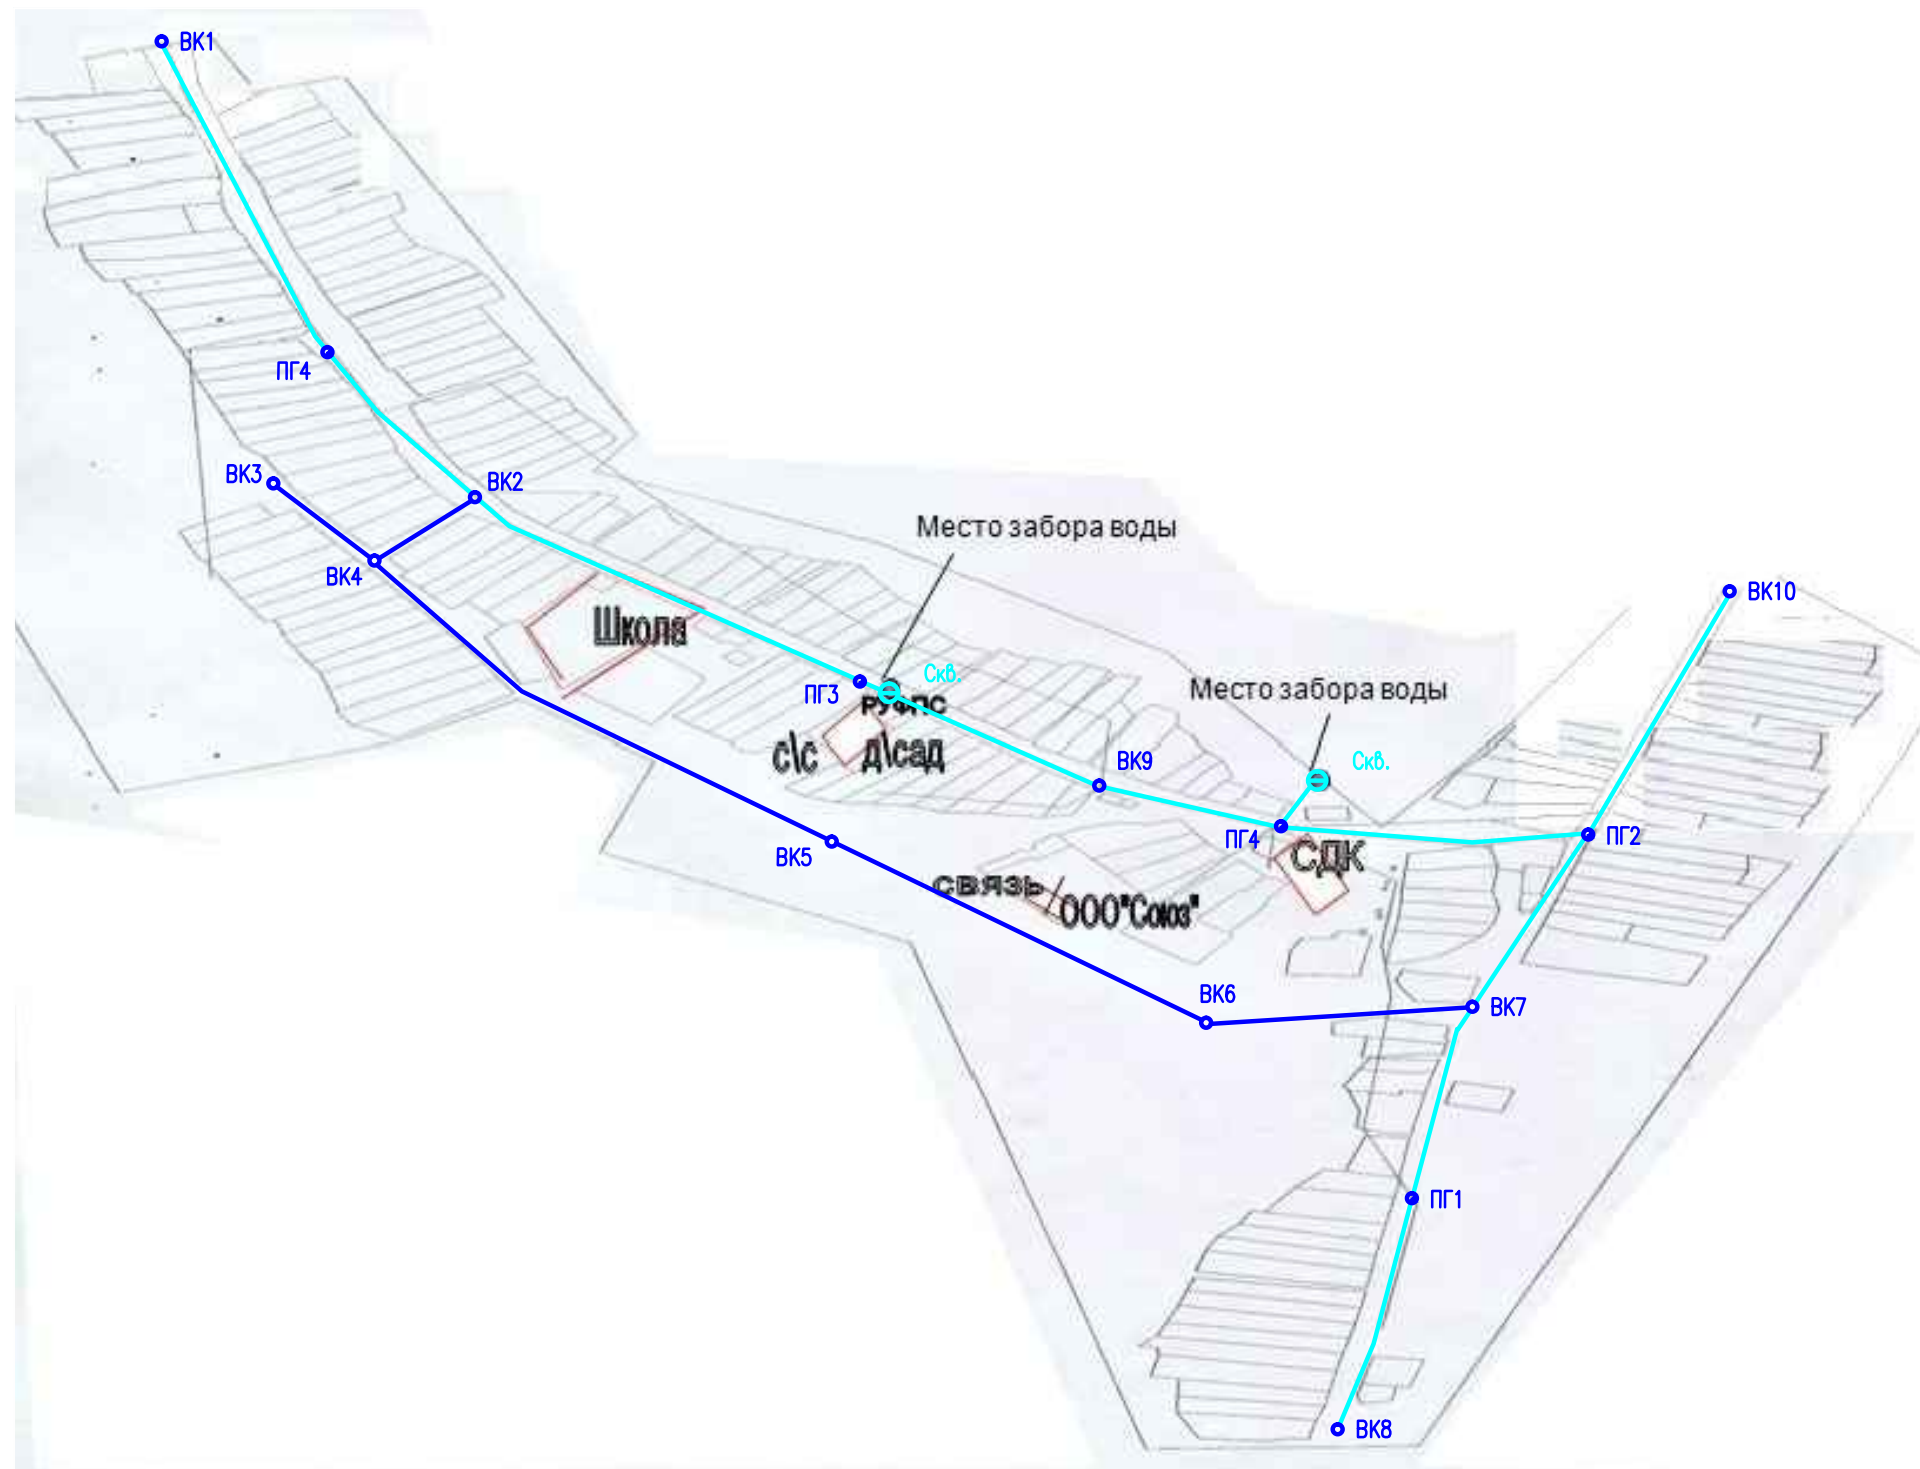 ВК1
ПГ4
ВК3
ВК2
Место забора воды
ВК4
ВК10
Школа
Скв.
ПГ3
Место забора воды
РУФПС
с\с
д\сад
ВК9
Скв.
ПГ4
ПГ2
ВК5
СДК
связь
ООО"Союз"
ВК6
ВК7
ПГ1
ВК8